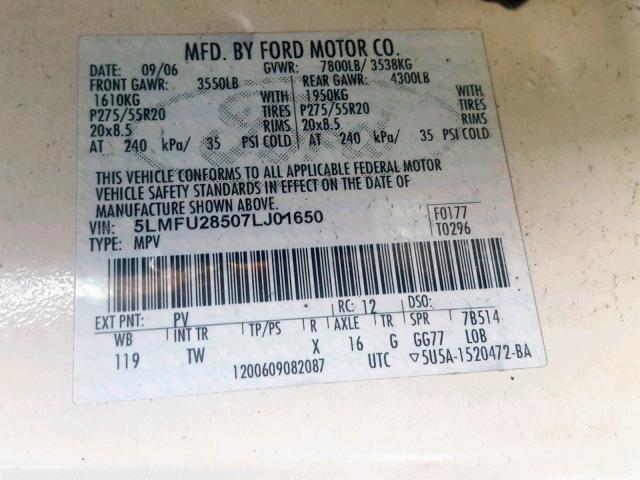 MFD. BY FORD MOTOR CO.
DATE: 09/06 GVWR: 7800LB/ 3538KG
FRONT GAWR: 3550LB REAR GAWR: 4300LB
1610KG WITH 1950KG WITH
P275/55R20 TIRES P275/55R20 TIRES
20x8.5 RIMS 20x8.5 RIMS
AT 240 kPa/ 35 PSI COLD AT 240 kPa/ 35 PSI COLD
THIS VEHICLE CONFORMS TO ALL APPLICABLE FEDERAL MOTOR
VEHICLE SAFETY STANDARDS IN EFFECT ON THE DATE OF
MANUFACTURE SHOWN ABOVE.
VIN: 5LMFU28507LJ01650 F0177
TYPE: MPV T0296
EXT PNT: PV RC: 12 DSO:
WB INT TR TP/PS R AXLE TR SPR 7B514
119 TW X 16 G GG77 LOB
1200609082087 UTC ▽5U5A-1520472-BA